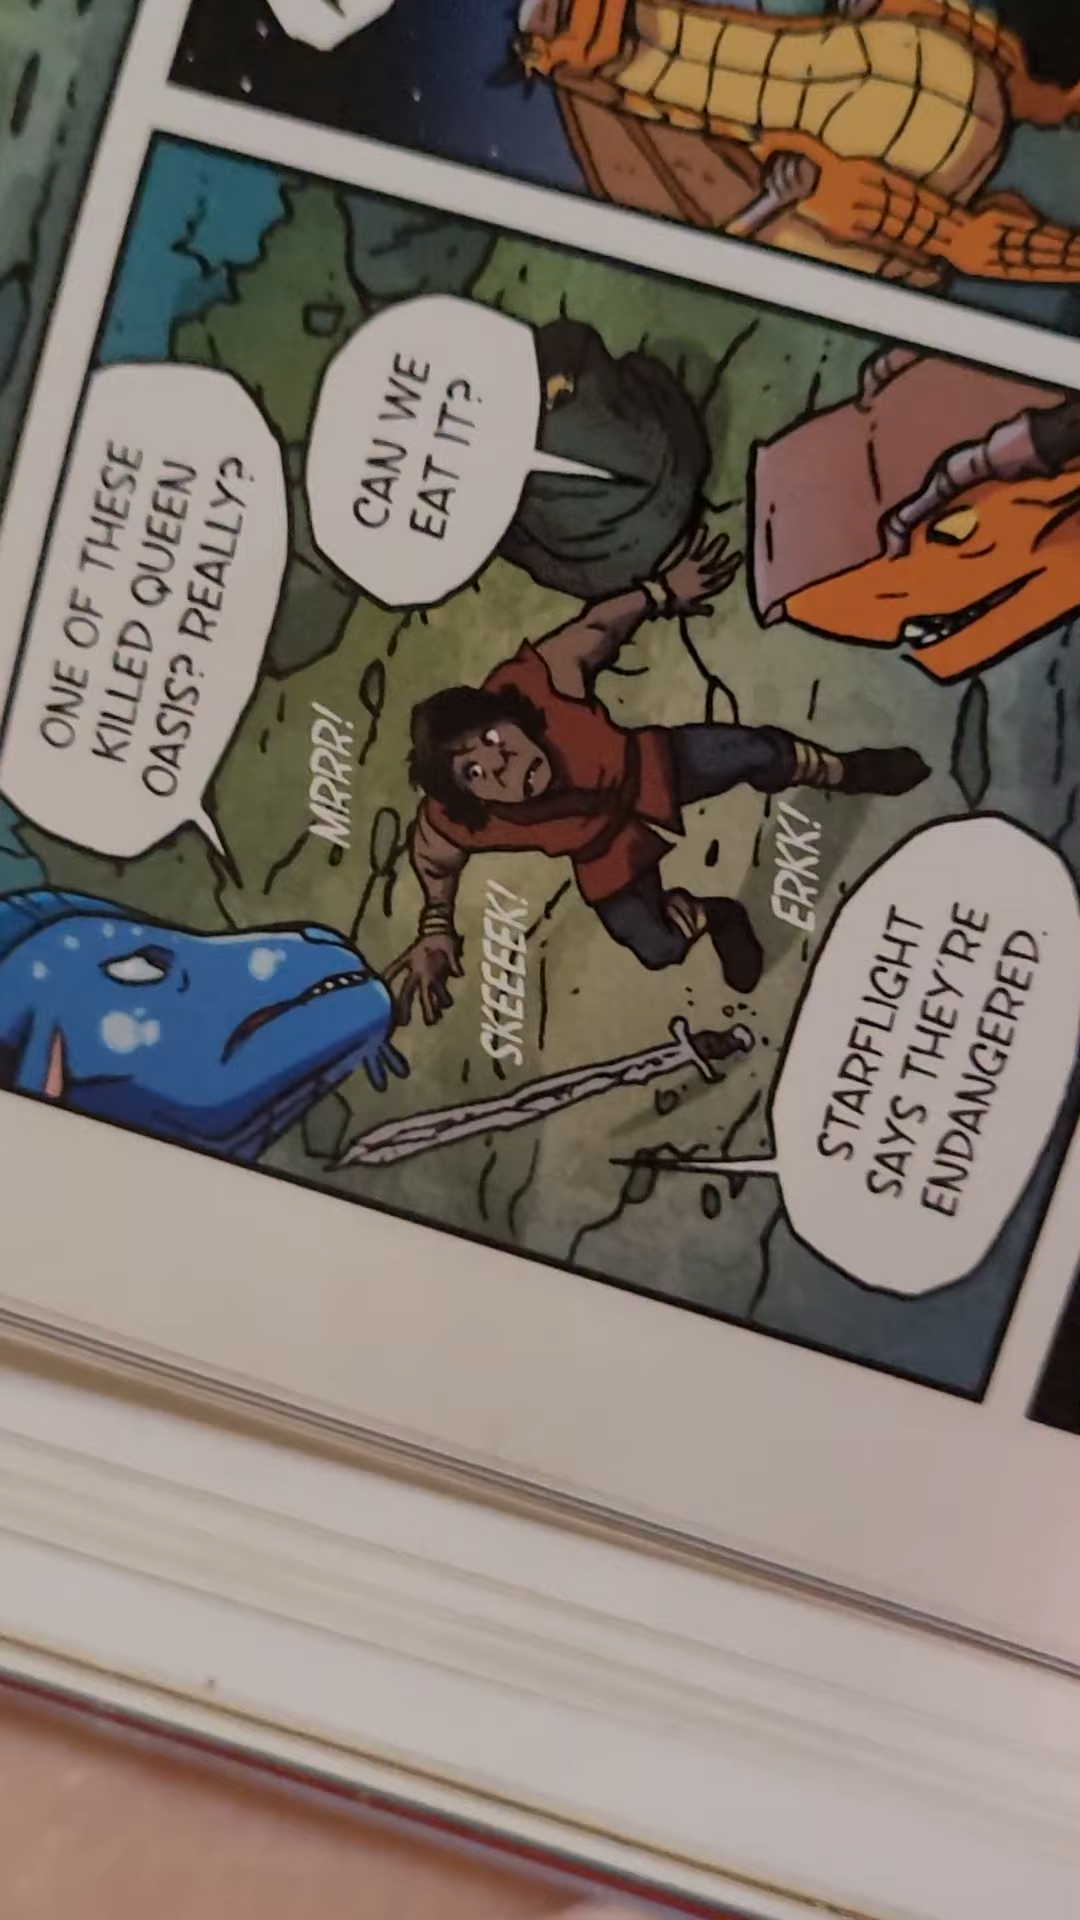 ONE OF THESE
KILLED QUEEN
OASIS? REALLY?
CAN WE
EAT IT?
MRRR!
SKEEEEK!
ERKK!
STARFLIGHT
SAYS THEY'RE
ENDANGERED.